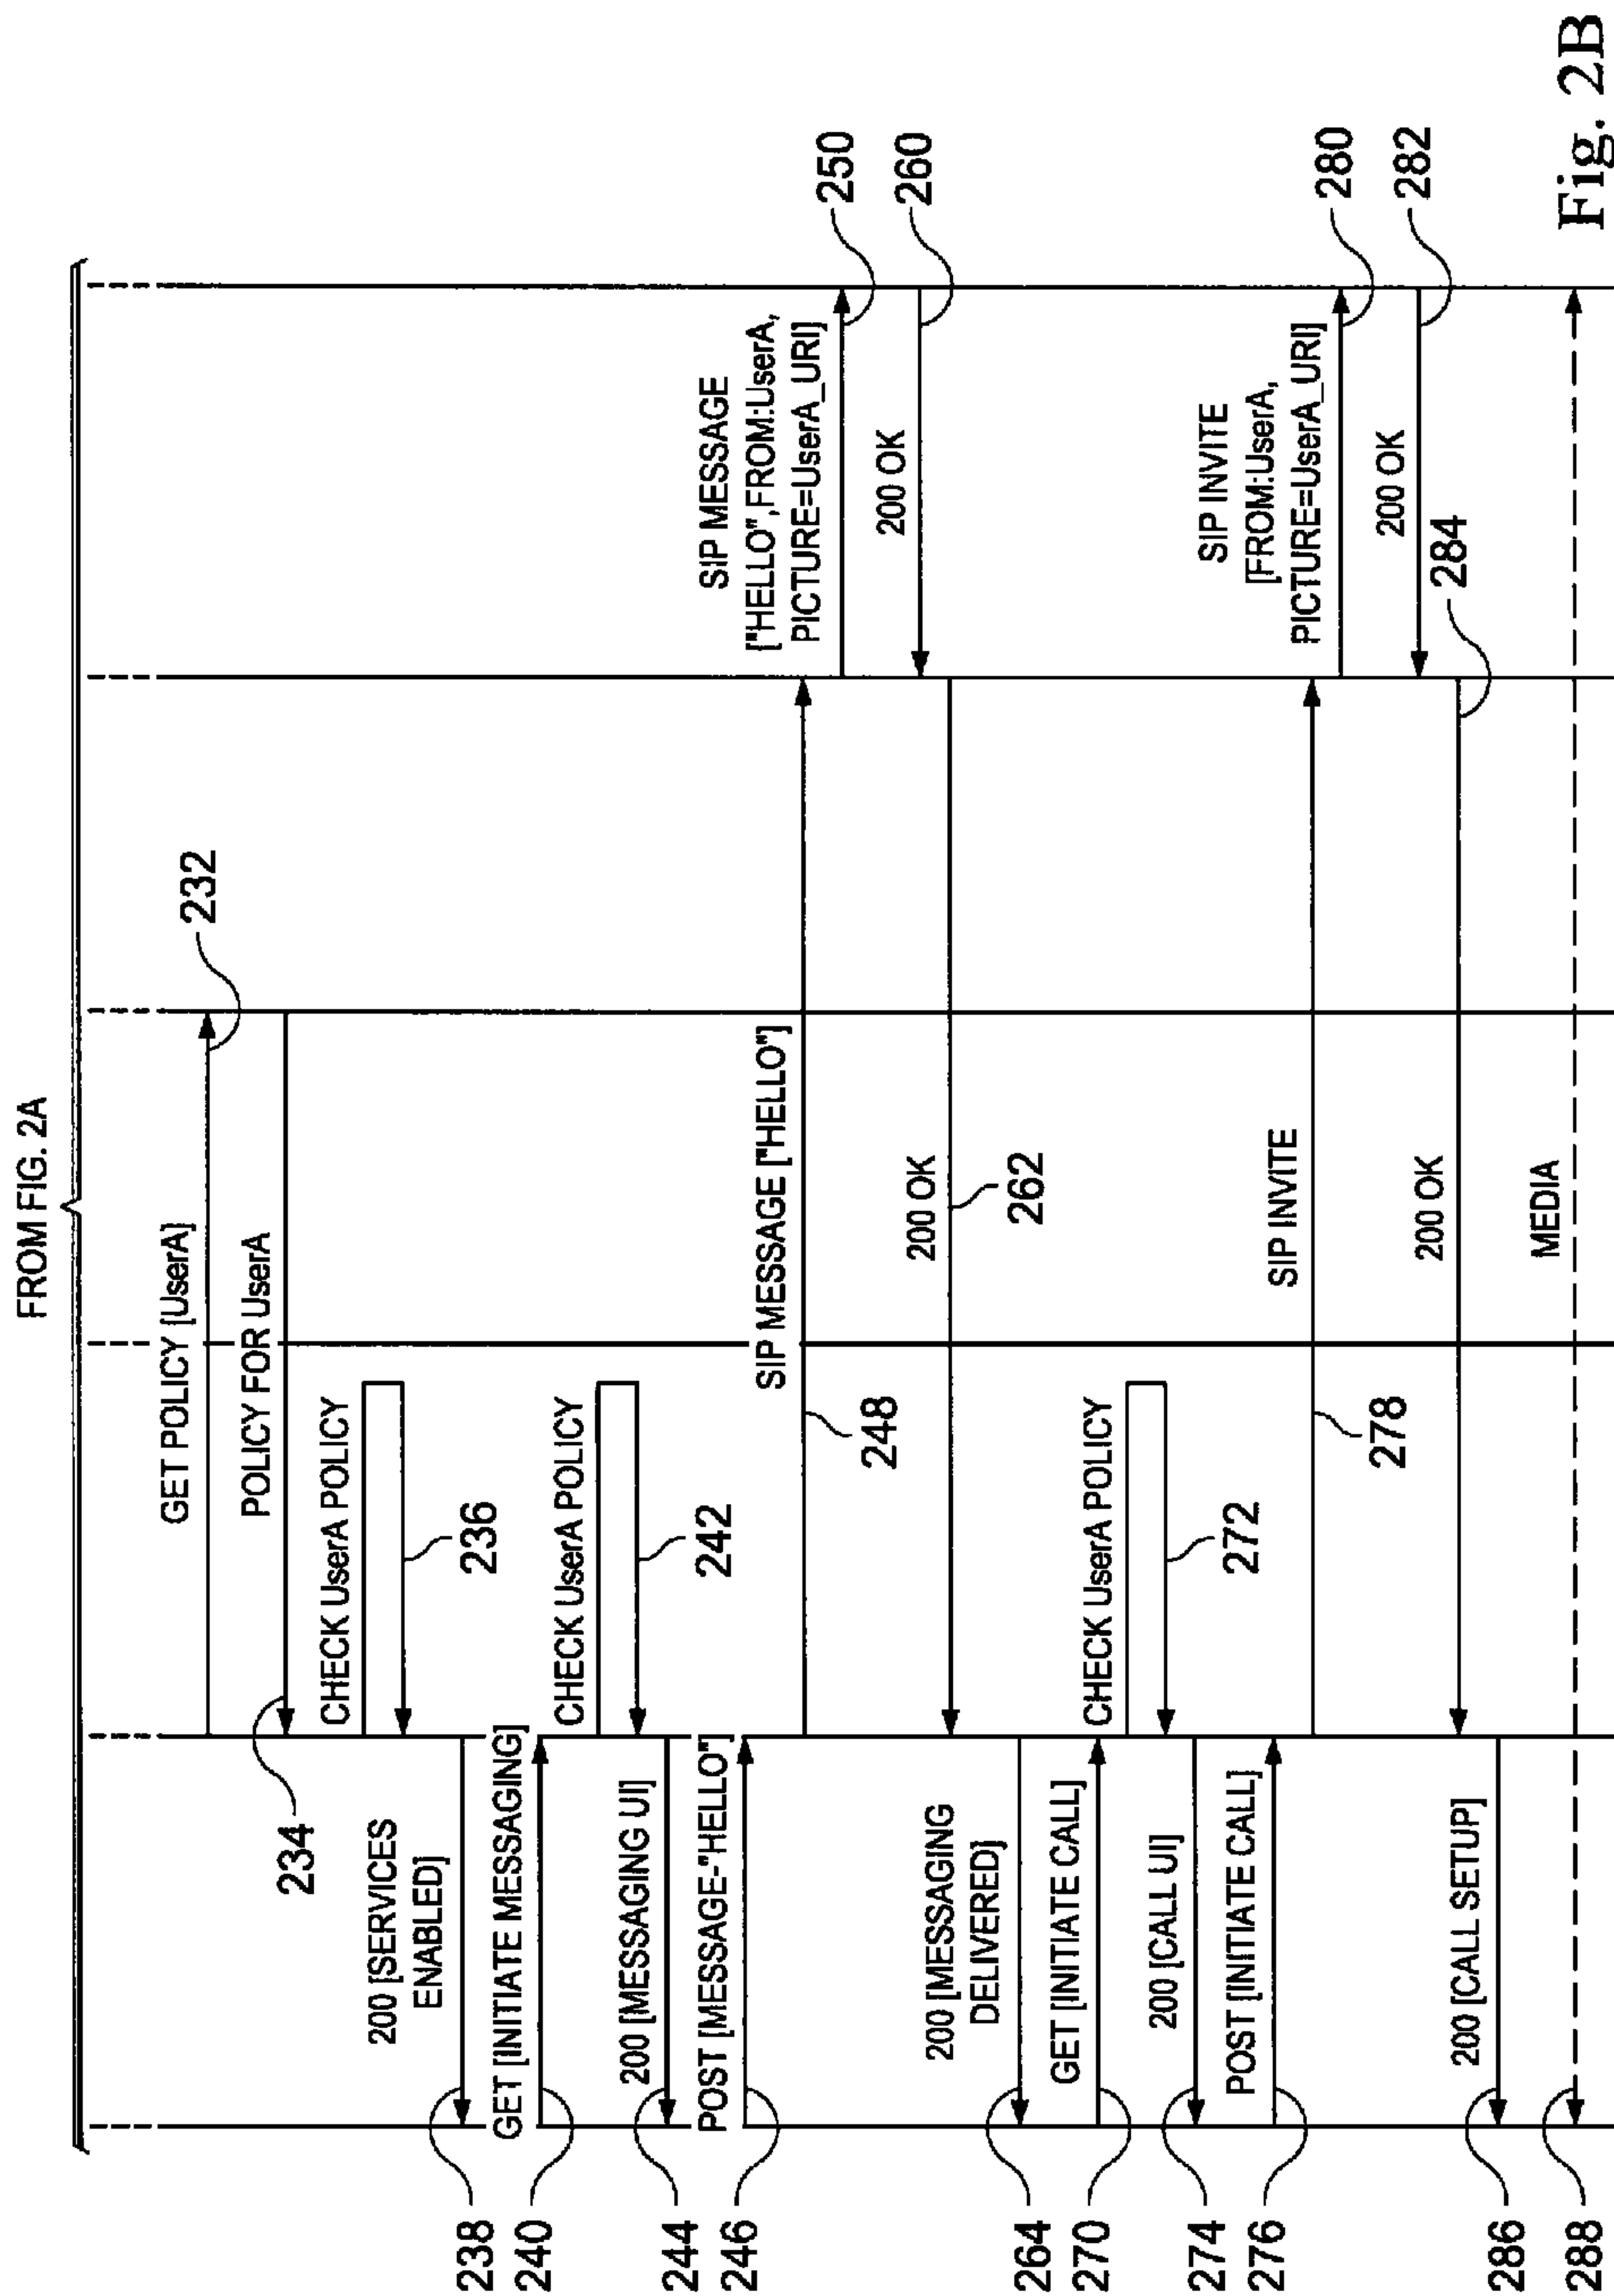 FROM FIG. 2A
GET POLICY [UserA]
232
POLICY FOR UserA
234
CHECK UserA POLICY
236
200 [SERVICES
ENABLED]
238
GET [INITIATE MESSAGING]
240
CHECK UserA POLICY
242
200 [MESSAGING UI]
244
POST [MESSAGE-"HELLO"]
246
SIP MESSAGE ["HELLO"]
248
SIP MESSAGE
["HELLO",FROM:UserA,
PICTURE=UserA_URI]
250
200 OK
260
200 OK
262
200 [MESSAGING
DELIVERED]
264
GET [INITIATE CALL]
270
CHECK UserA POLICY
272
200 [CALL UI]
274
POST [INITIATE CALL]
276
SIP INVITE
278
SIP INVITE
[FROM:UserA,
PICTURE=UserA_URI]
280
200 OK
282
200 OK
284
200 [CALL SETUP]
286
MEDIA
288
Fig. 2B